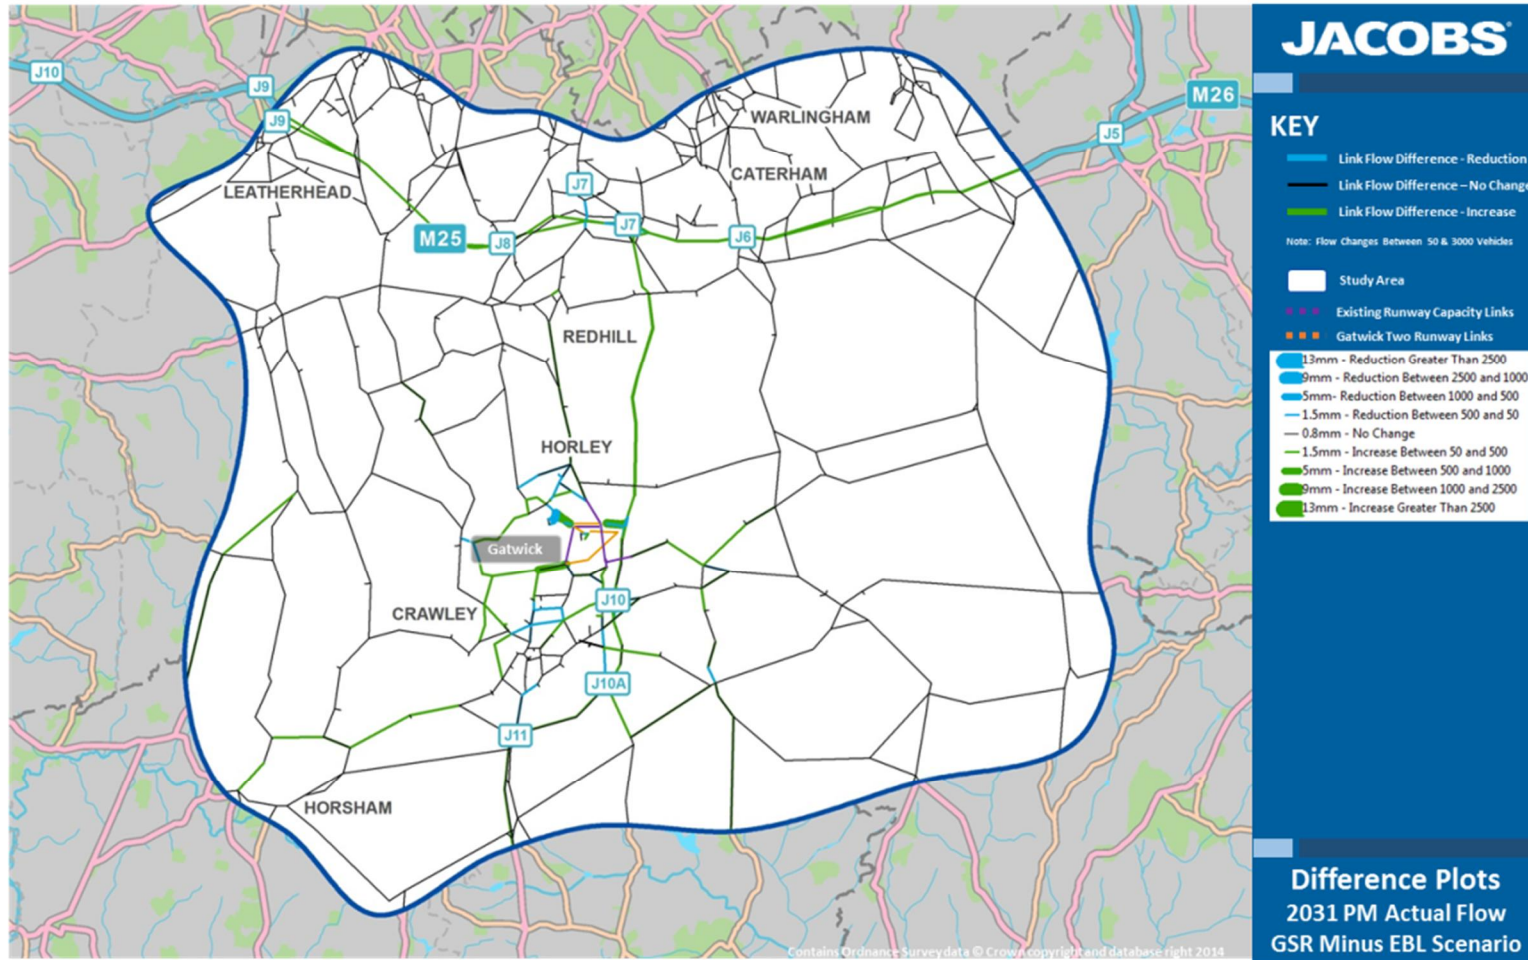 JACOBS
J10
J9
J9
M26
J5
WARLINGHAM
KEY
Link Flow Difference - Reduction
CATERHAM
J7
LEATHERHEAD
Link Flow Difference – No Change
Link Flow Difference - Increase
J7
M25
J8
J6
Note: Flow Changes Between 50 & 3000 Vehicles
Study Area
Existing Runway Capacity Links
REDHILL
Gatwick Two Runway Links
13mm - Reduction Greater Than 2500
9mm - Reduction Between 2500 and 1000
5mm- Reduction Between 1000 and 500
1.5mm - Reduction Between 500 and 50
0.8mm - No Change
HORLEY
1.5mm - Increase Between 50 and 500
5mm - Increase Between 500 and 1000
9mm - Increase Between 1000 and 2500
13mm - Increase Greater Than 2500
Gatwick
J10
CRAWLEY
J10A
J11
HORSHAM
Difference Plots
2031 PM Actual Flow
GSR Minus EBL Scenario
Contains Ordnance Survey data © Crown copyright and database right 2014